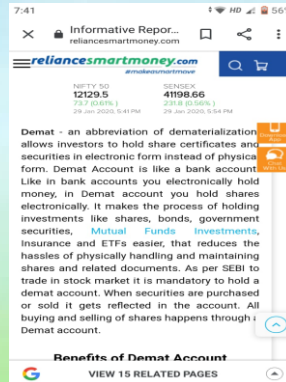 7:41
HD 56
Informative Repor...
reliancesmartmoney.com
reliancesmartmoney.com
#makeasmartmove
NIFTY 50 SENSEX
12129.5 41198.66
73.7 (0.61% ) 231.8 (0.56% )
29 Jan 2020, 5:41 PM 29 Jan 2020, 5:54 PM
Demat - an abbreviation of dematerialization
allows investors to hold share certificates and
securities in electronic form instead of physica
form. Demat Account is like a bank account
Like in bank accounts you electronically hold
money, in Demat account you hold shares
electronically. It makes the process of holding
investments like shares, bonds, government
securities, Mutual Funds Investments,
Insurance and ETFs easier, that reduces the
hassles of physically handling and maintaining
shares and related documents. As per SEBI to
trade in stock market it is mandatory to hold a
demat account. When securities are purchased
or sold it gets reflected in the account. All
buying and selling of shares happens through
Demat account.
Benefits of Demat Account
G VIEW 15 RELATED PAGES